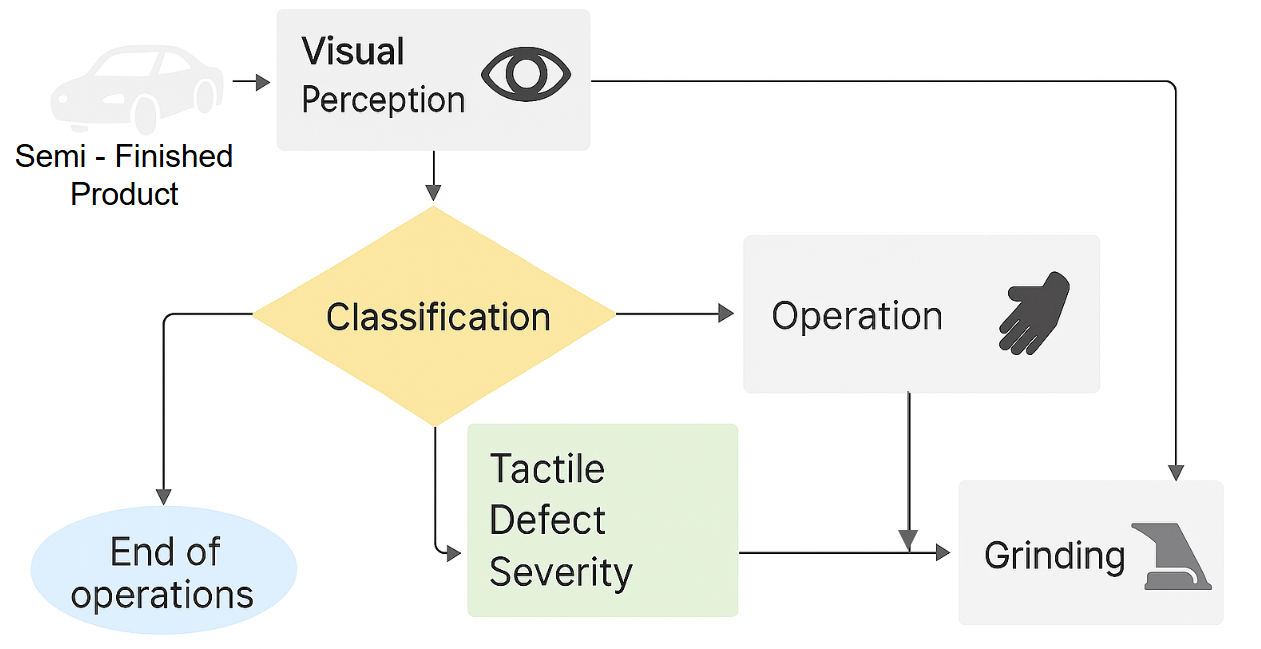 Visual
Perception
Semi - Finished
Product
Classification
Operation
Tactile
Defect
Severity
End of
operations
Grinding